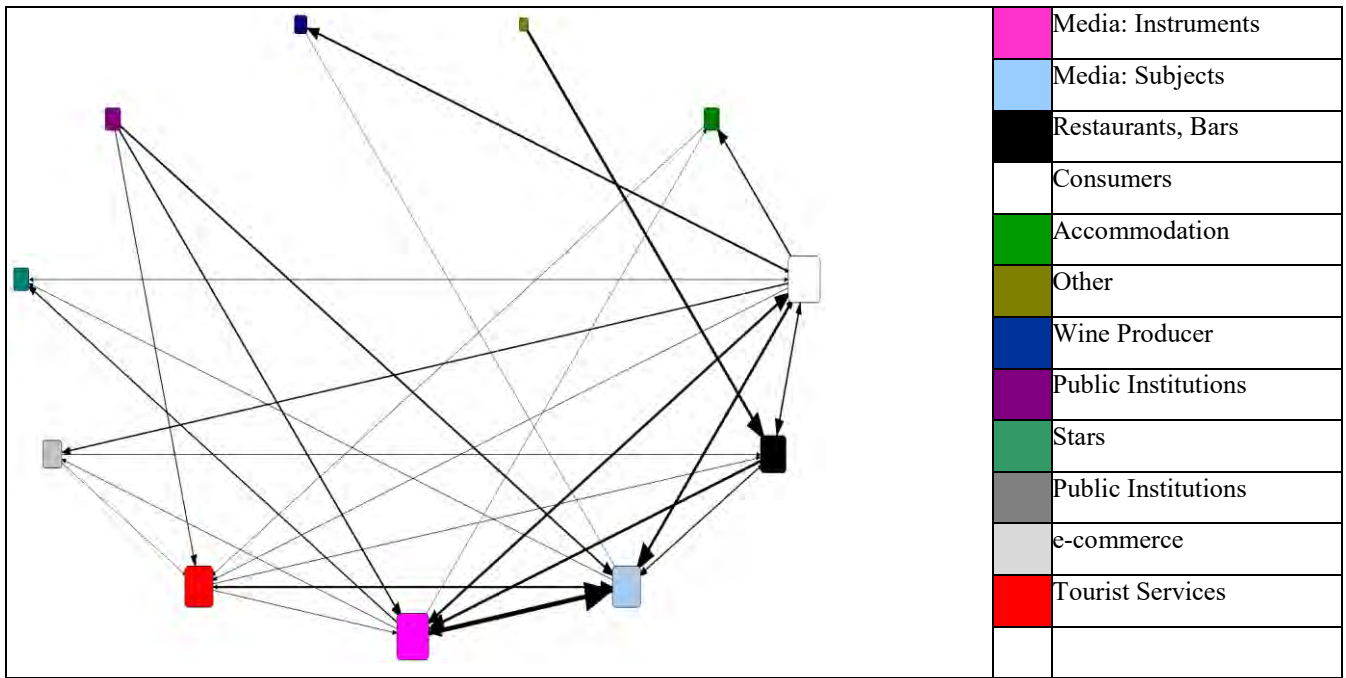 Media: Instruments
Media: Subjects
Restaurants, Bars
Consumers
Accommodation
Other
Wine Producer
Public Institutions
Stars
Public Institutions
e-commerce
Tourist Services